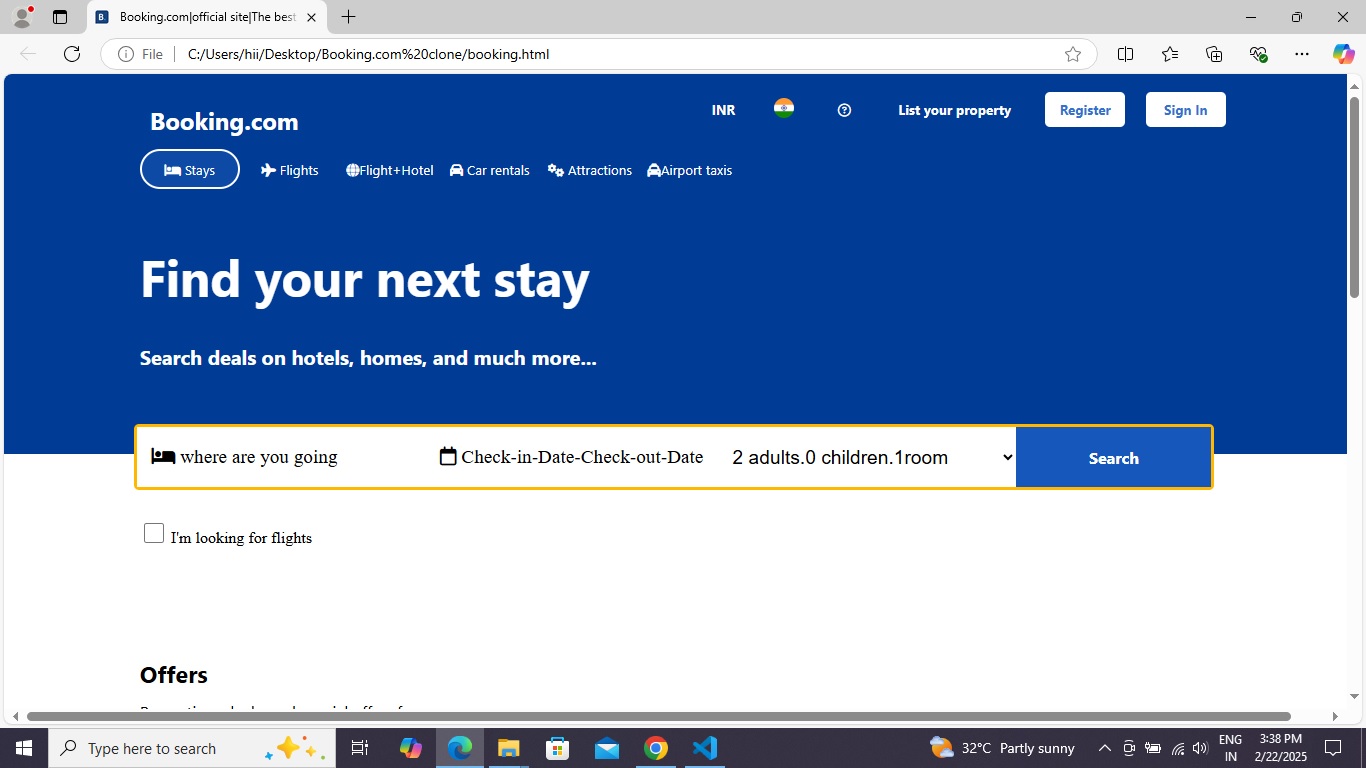 Booking.com|official site|The best
File
C:/Users/hii/Desktop/Booking.com%20clone/booking.html
Booking.com
INR
List your property
Register
Sign In
Stays
Flights
Flight+Hotel
Car rentals
Attractions
Airport taxis
Find your next stay
Search deals on hotels, homes, and much more...
where are you going
Check-in-Date-Check-out-Date
2 adults.0 children.1room
Search
I'm looking for flights
Offers
Type here to search
32°C Partly sunny
ENG
IN
3:38 PM
2/22/2025